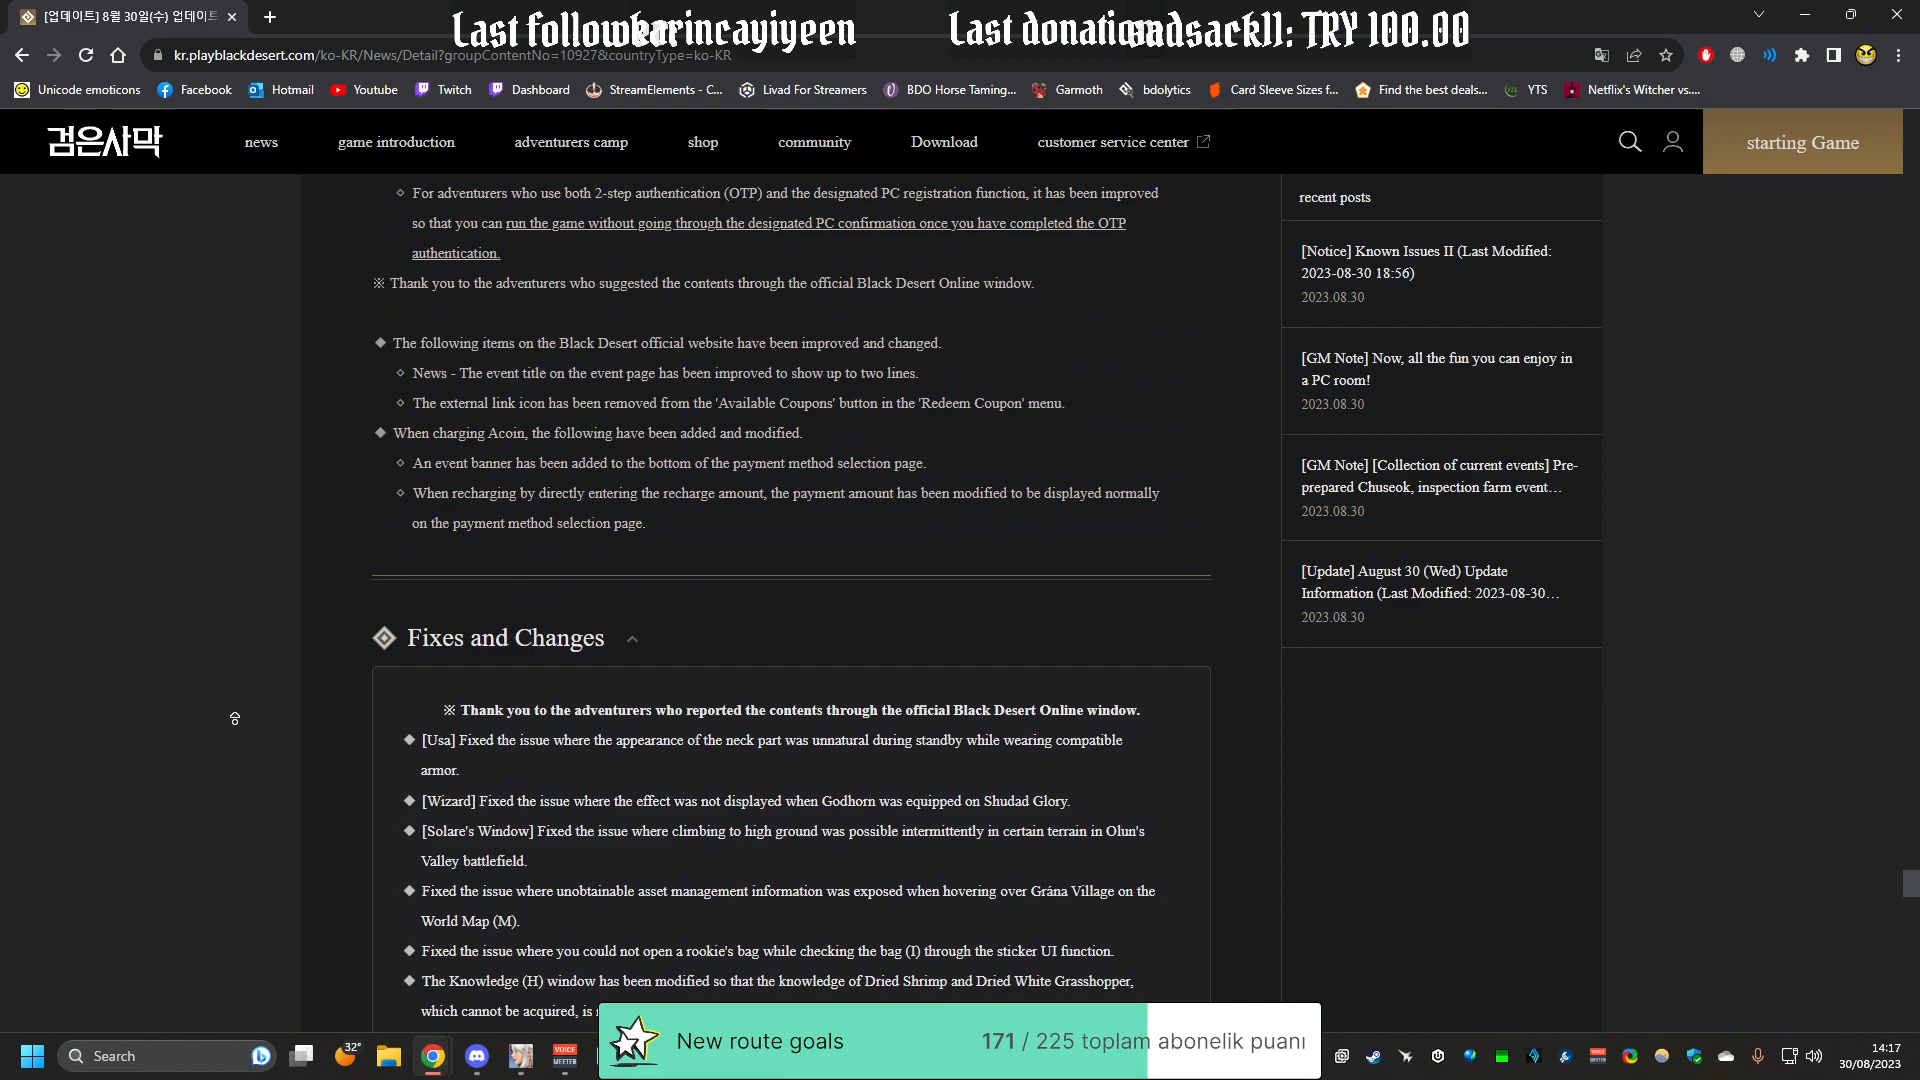 [업데이트] 8월 30일(수) 업데이트
Last follower
karincayiyeen
Last donation
sadsack11: TRY 100.00
kr.playblackdesert.com/ko-KR/News/Detail?groupContentNo=10927&countryType=ko-KR
Unicode emoticons
Facebook
Hotmail
Youtube
Twitch
Dashboard
StreamElements - C...
Livad For Streamers
BDO Horse Taming...
Garmoth
bdolytics
Card Sleeve Sizes f...
Find the best deals...
YTS
Netflix's Witcher vs....
검은사막
news
game introduction
adventurers camp
shop
community
Download
customer service center
starting Game
For adventurers who use both 2-step authentication (OTP) and the designated PC registration function, it has been improved
so that you can run the game without going through the designated PC confirmation once you have completed the OTP
authentication.
※ Thank you to the adventurers who suggested the contents through the official Black Desert Online window.
The following items on the Black Desert official website have been improved and changed.
News - The event title on the event page has been improved to show up to two lines.
The external link icon has been removed from the 'Available Coupons' button in the 'Redeem Coupon' menu.
When charging Acoin, the following have been added and modified.
An event banner has been added to the bottom of the payment method selection page.
When recharging by directly entering the recharge amount, the payment amount has been modified to be displayed normally
on the payment method selection page.
Fixes and Changes
※ Thank you to the adventurers who reported the contents through the official Black Desert Online window.
[Usa] Fixed the issue where the appearance of the neck part was unnatural during standby while wearing compatible
armor.
[Wizard] Fixed the issue where the effect was not displayed when Godhorn was equipped on Shudad Glory.
[Solare's Window] Fixed the issue where climbing to high ground was possible intermittently in certain terrain in Olun's
Valley battlefield.
Fixed the issue where unobtainable asset management information was exposed when hovering over Grána Village on the
World Map (M).
Fixed the issue where you could not open a rookie's bag while checking the bag (I) through the sticker UI function.
The Knowledge (H) window has been modified so that the knowledge of Dried Shrimp and Dried White Grasshopper,
which cannot be acquired, is
recent posts
[Notice] Known Issues II (Last Modified:
2023-08-30 18:56)
2023.08.30
[GM Note] Now, all the fun you can enjoy in
a PC room!
2023.08.30
[GM Note] [Collection of current events] Pre-
prepared Chuseok, inspection farm event...
2023.08.30
[Update] August 30 (Wed) Update
Information (Last Modified: 2023-08-30...
2023.08.30
New route goals
171 / 225 toplam abonelik puanı
Search
32°
VOICE
MEETER
14:17
30/08/2023